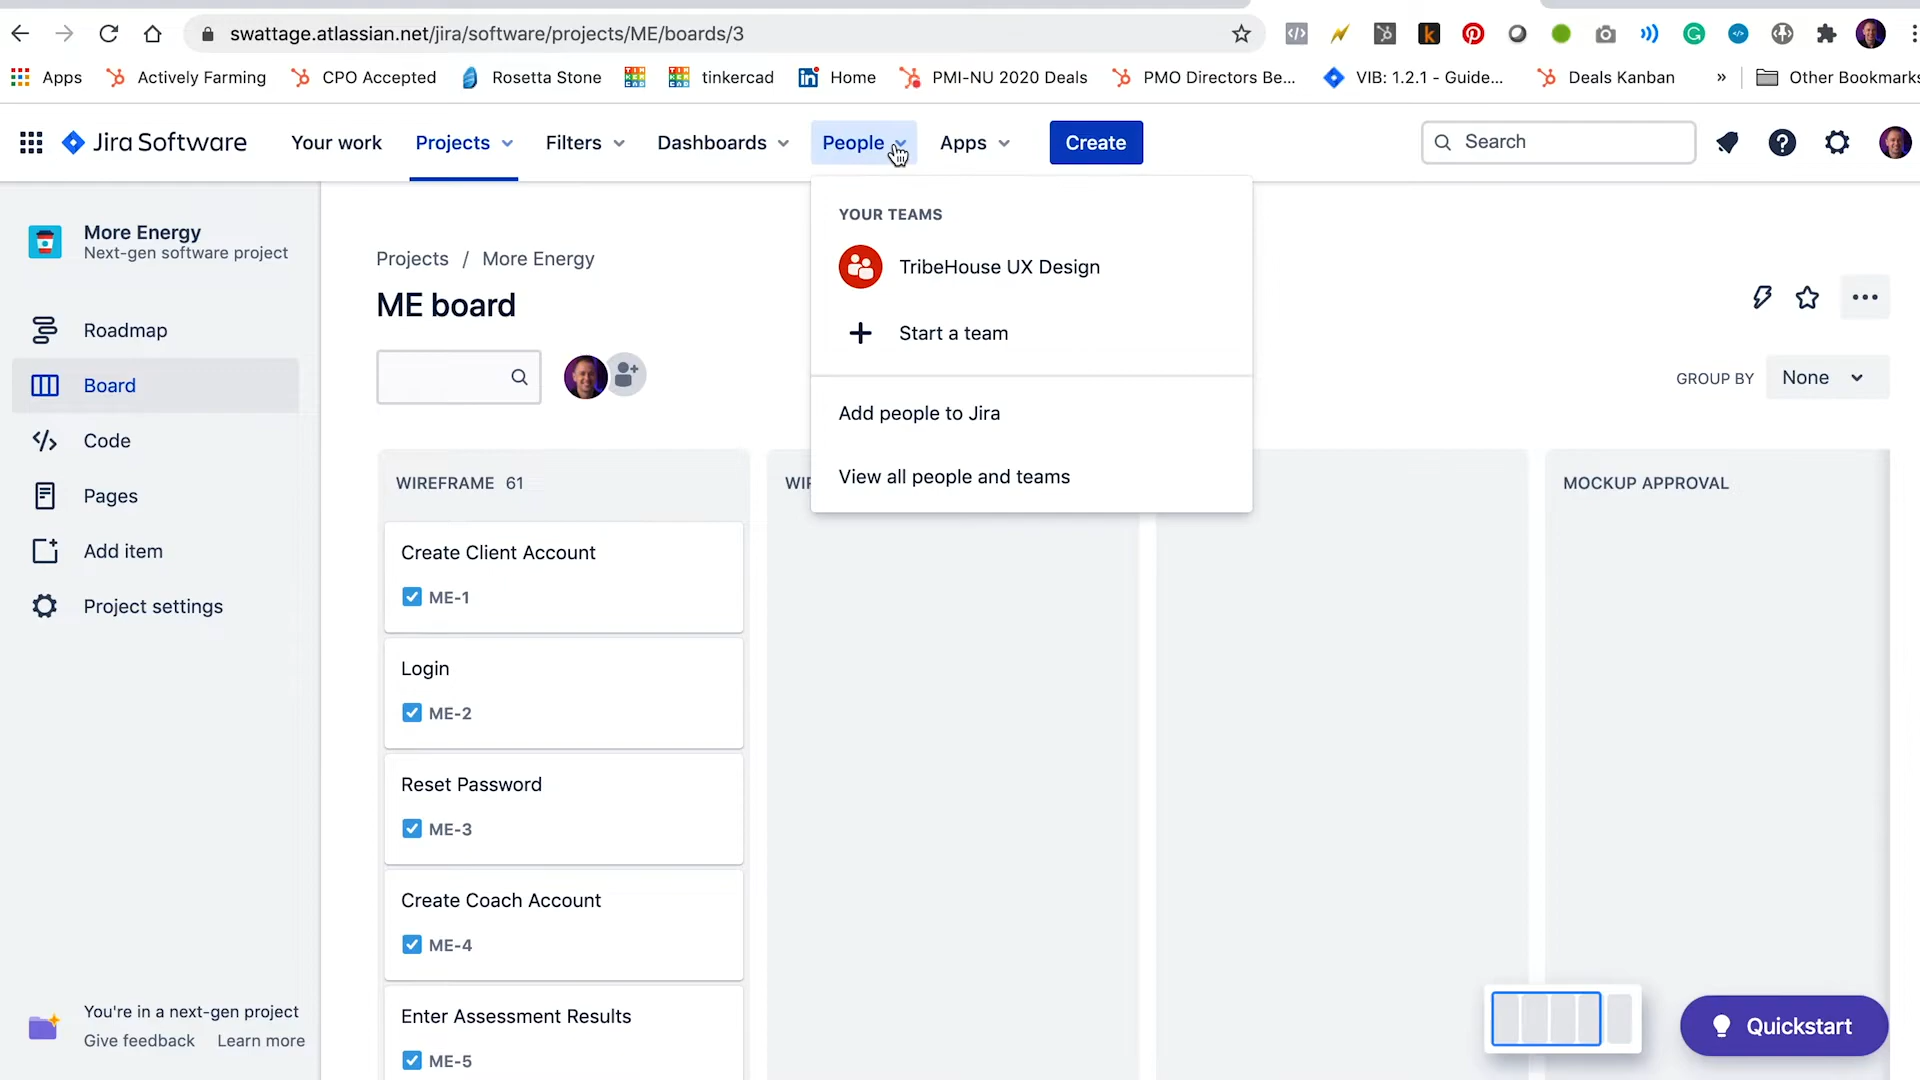 swattage.atlassian.net/jira/software/projects/ME/boards/3
Apps Actively Farming CPO Accepted Rosetta Stone tinkercad Home PMI-NU 2020 Deals PMO Directors Be... VIB: 1.2.1 - Guide... Deals Kanban » Other Bookmarks
Jira Software Your work Projects Filters Dashboards People Apps Create Search
More Energy
Next-gen software project
Roadmap
Board
Code
Pages
Add item
Project settings
You're in a next-gen project
Give feedback Learn more
Projects / More Energy
ME board
YOUR TEAMS
TribeHouse UX Design
Start a team
Add people to Jira
View all people and teams
GROUP BY None
WIREFRAME 61
Create Client Account
ME-1
Login
ME-2
Reset Password
ME-3
Create Coach Account
ME-4
Enter Assessment Results
ME-5
MOCKUP APPROVAL
Quickstart